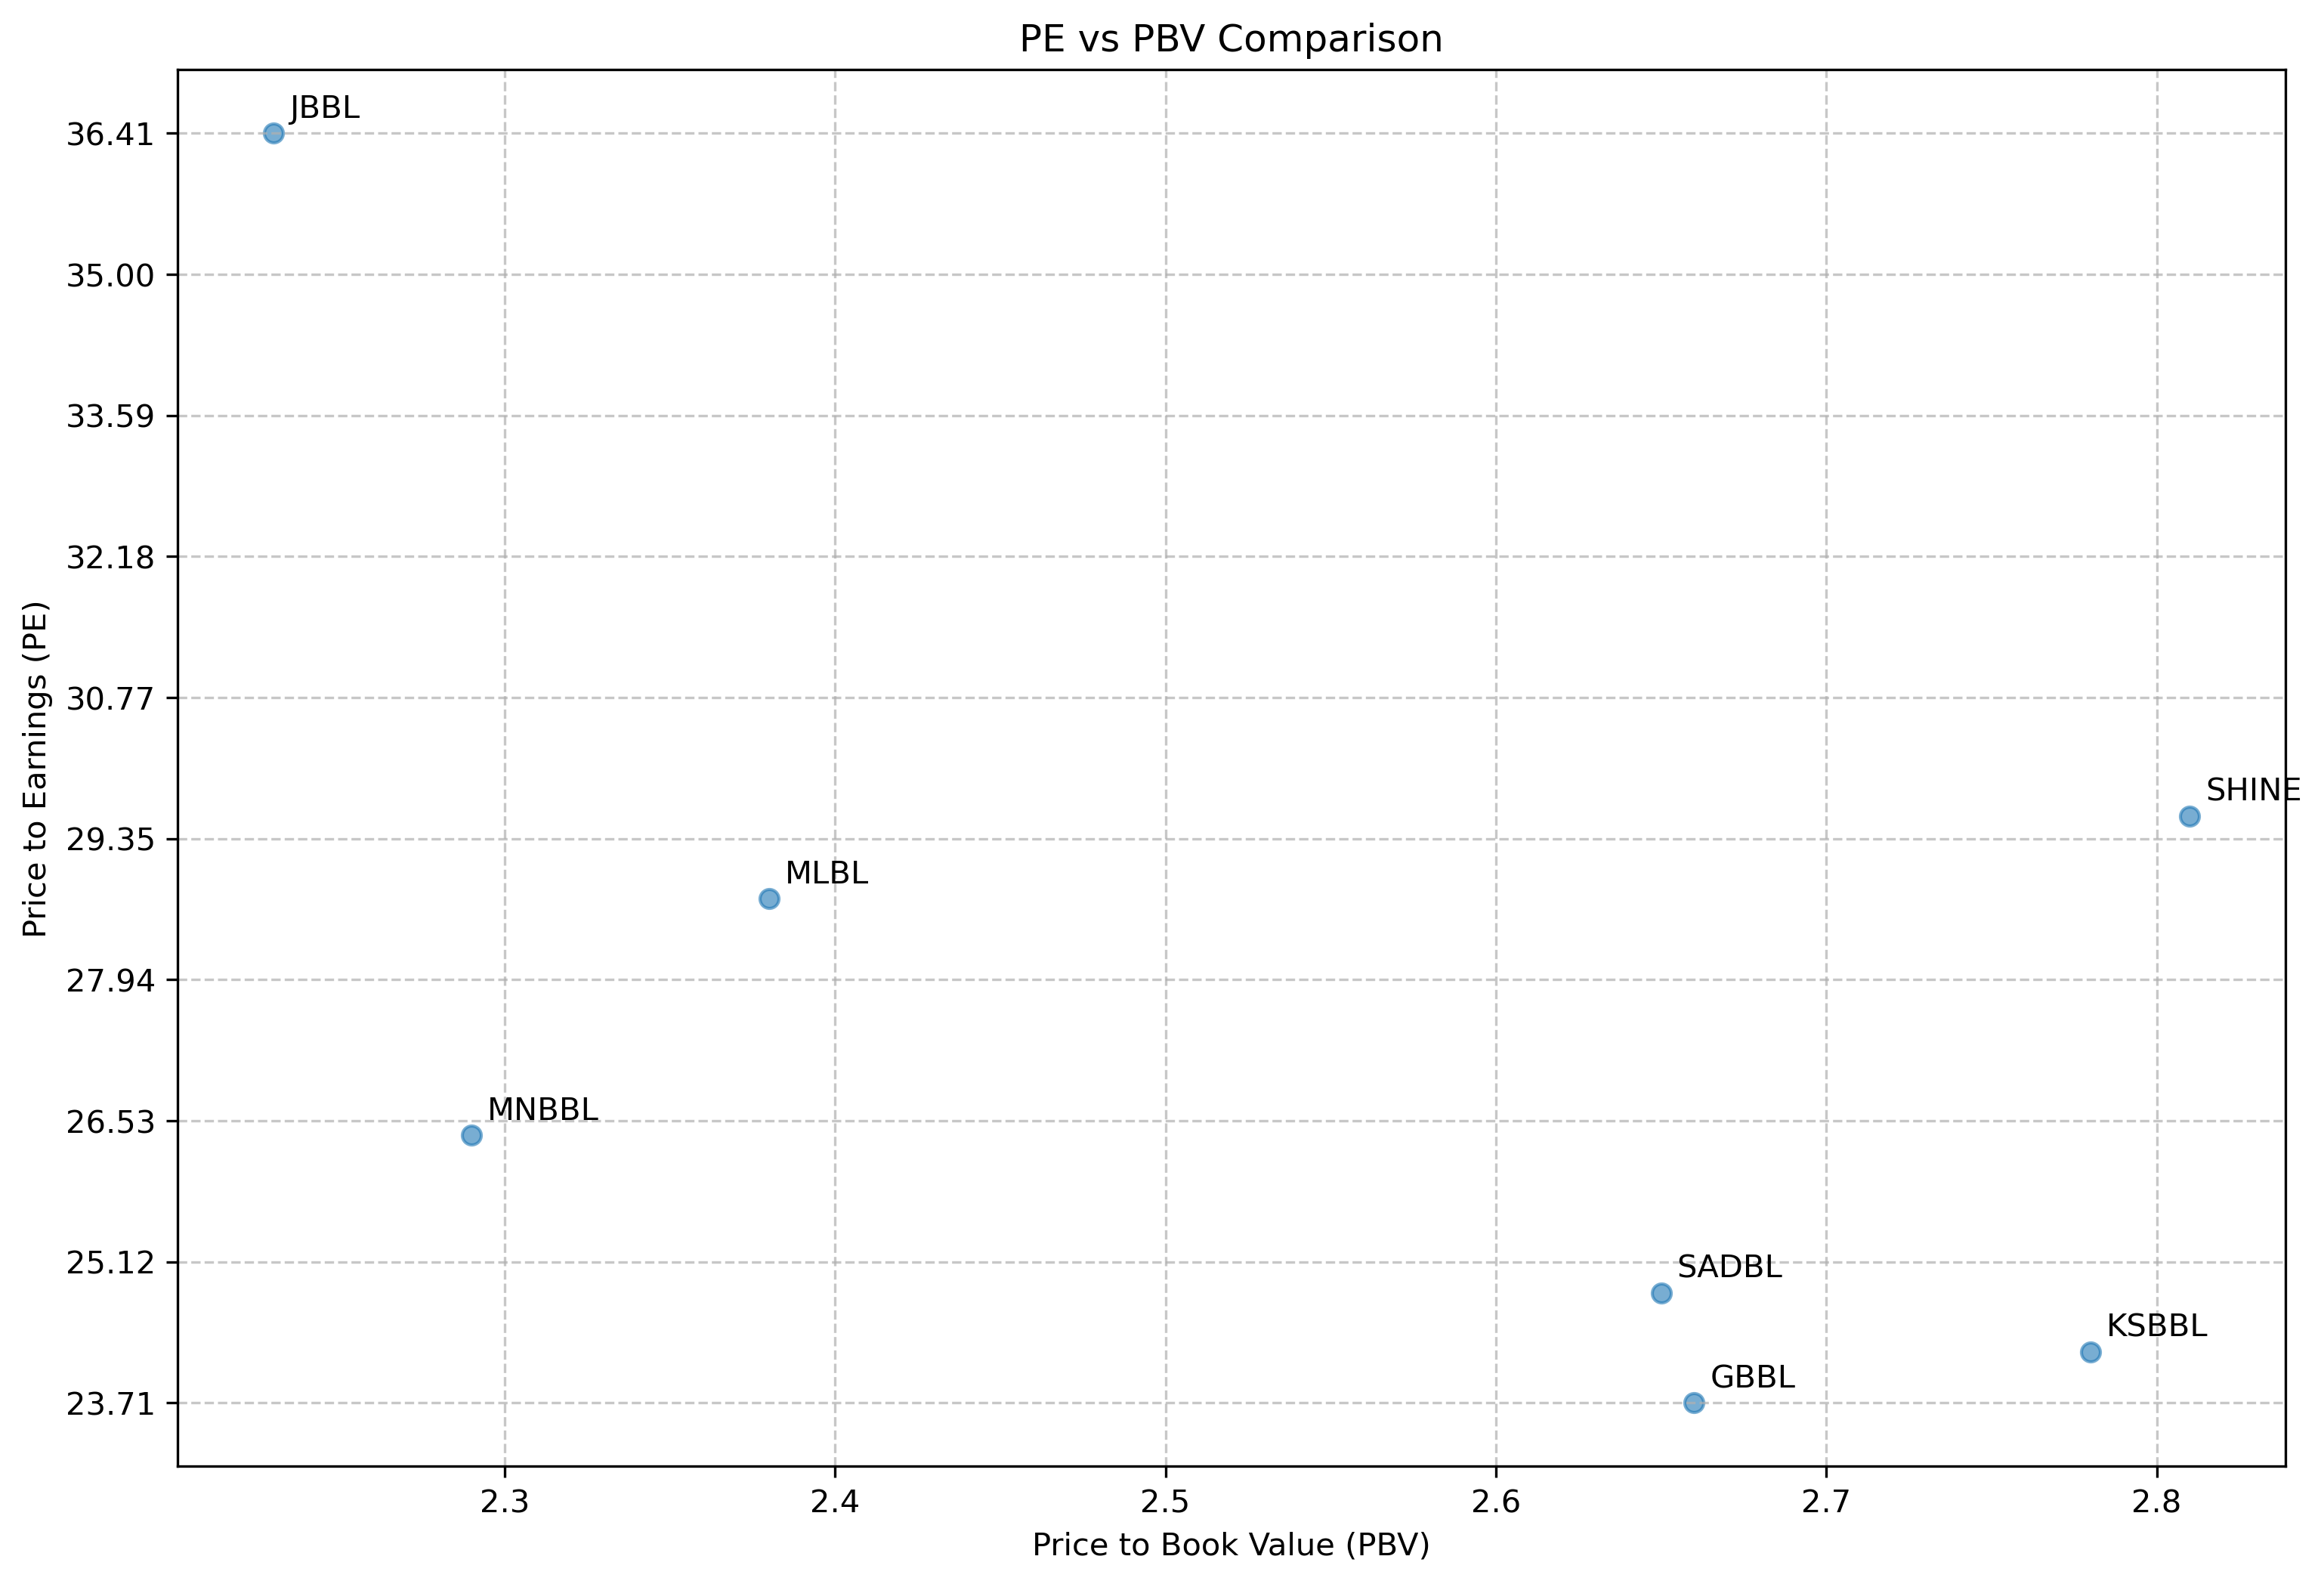 PE vs PBV Comparison
JBBL
36.41
35.00
33.59
32.18
30.77
SHINE
29.35
MLBL
27.94
MNBBL
26.53
SADBL
25.12
KSBBL
GBBL
23.71
Price to Earnings (PE)
2.3 2.4 2.5 2.6 2.7 2.8
Price to Book Value (PBV)